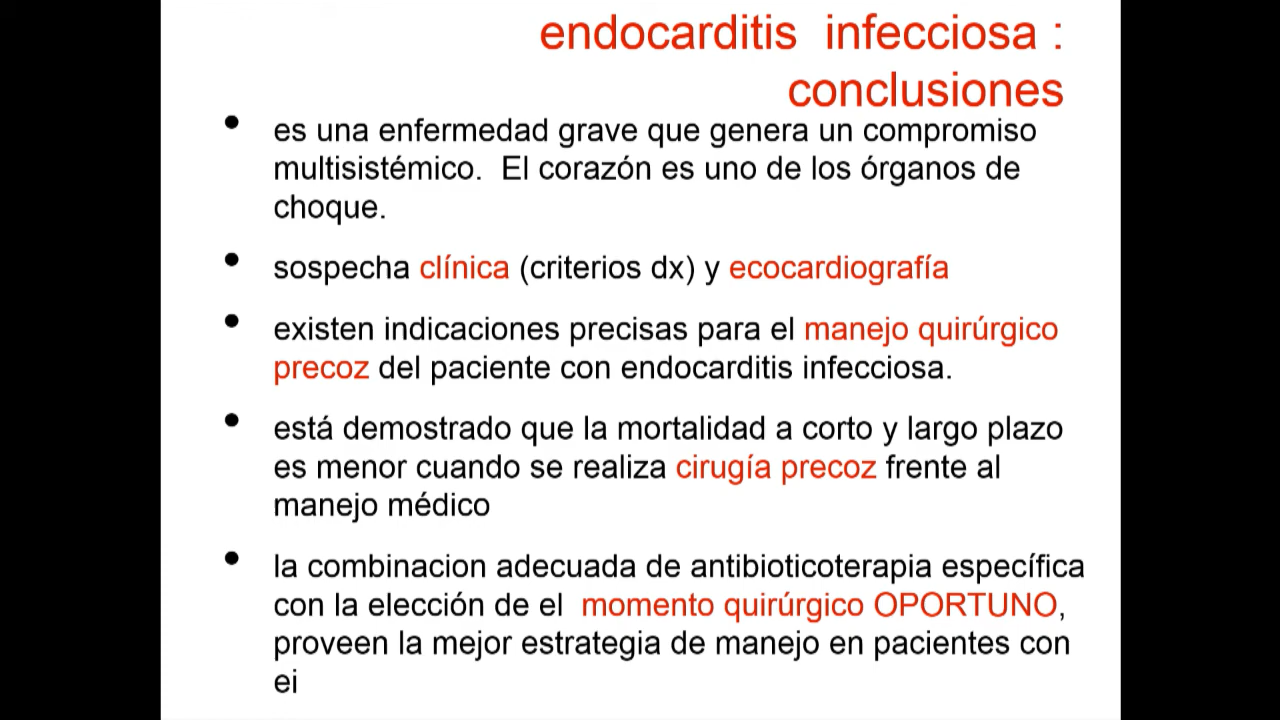 endocarditis infecciosa :
conclusiones
• es una enfermedad grave que genera un compromiso
multisistémico. El corazón es uno de los órganos de
choque.
• sospecha clínica (criterios dx) y ecocardiografía
• existen indicaciones precisas para el manejo quirúrgico
precoz del paciente con endocarditis infecciosa.
• está demostrado que la mortalidad a corto y largo plazo
es menor cuando se realiza cirugía precoz frente al
manejo médico
• la combinacion adecuada de antibioticoterapia específica
con la elección de el momento quirúrgico OPORTUNO,
proveen la mejor estrategia de manejo en pacientes con
ei